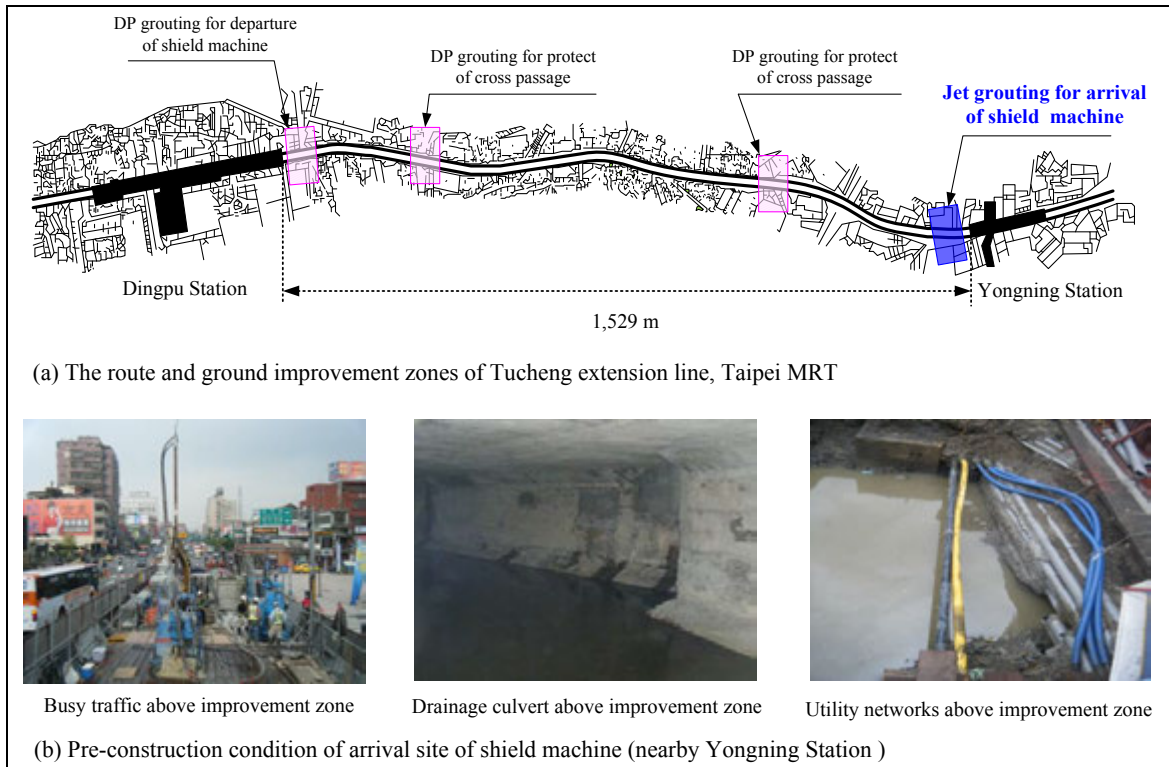 DP grouting for departure
of shield machine
DP grouting for protect
of cross passage
DP grouting for protect
of cross passage
Jet grouting for arrival
of shield machine
Dingpu Station
Yongning Station
1,529 m
(a) The route and ground improvement zones of Tucheng extension line, Taipei MRT
Busy traffic above improvement zone
Drainage culvert above improvement zone
Utility networks above improvement zone
(b) Pre-construction condition of arrival site of shield machine (nearby Yongning Station )